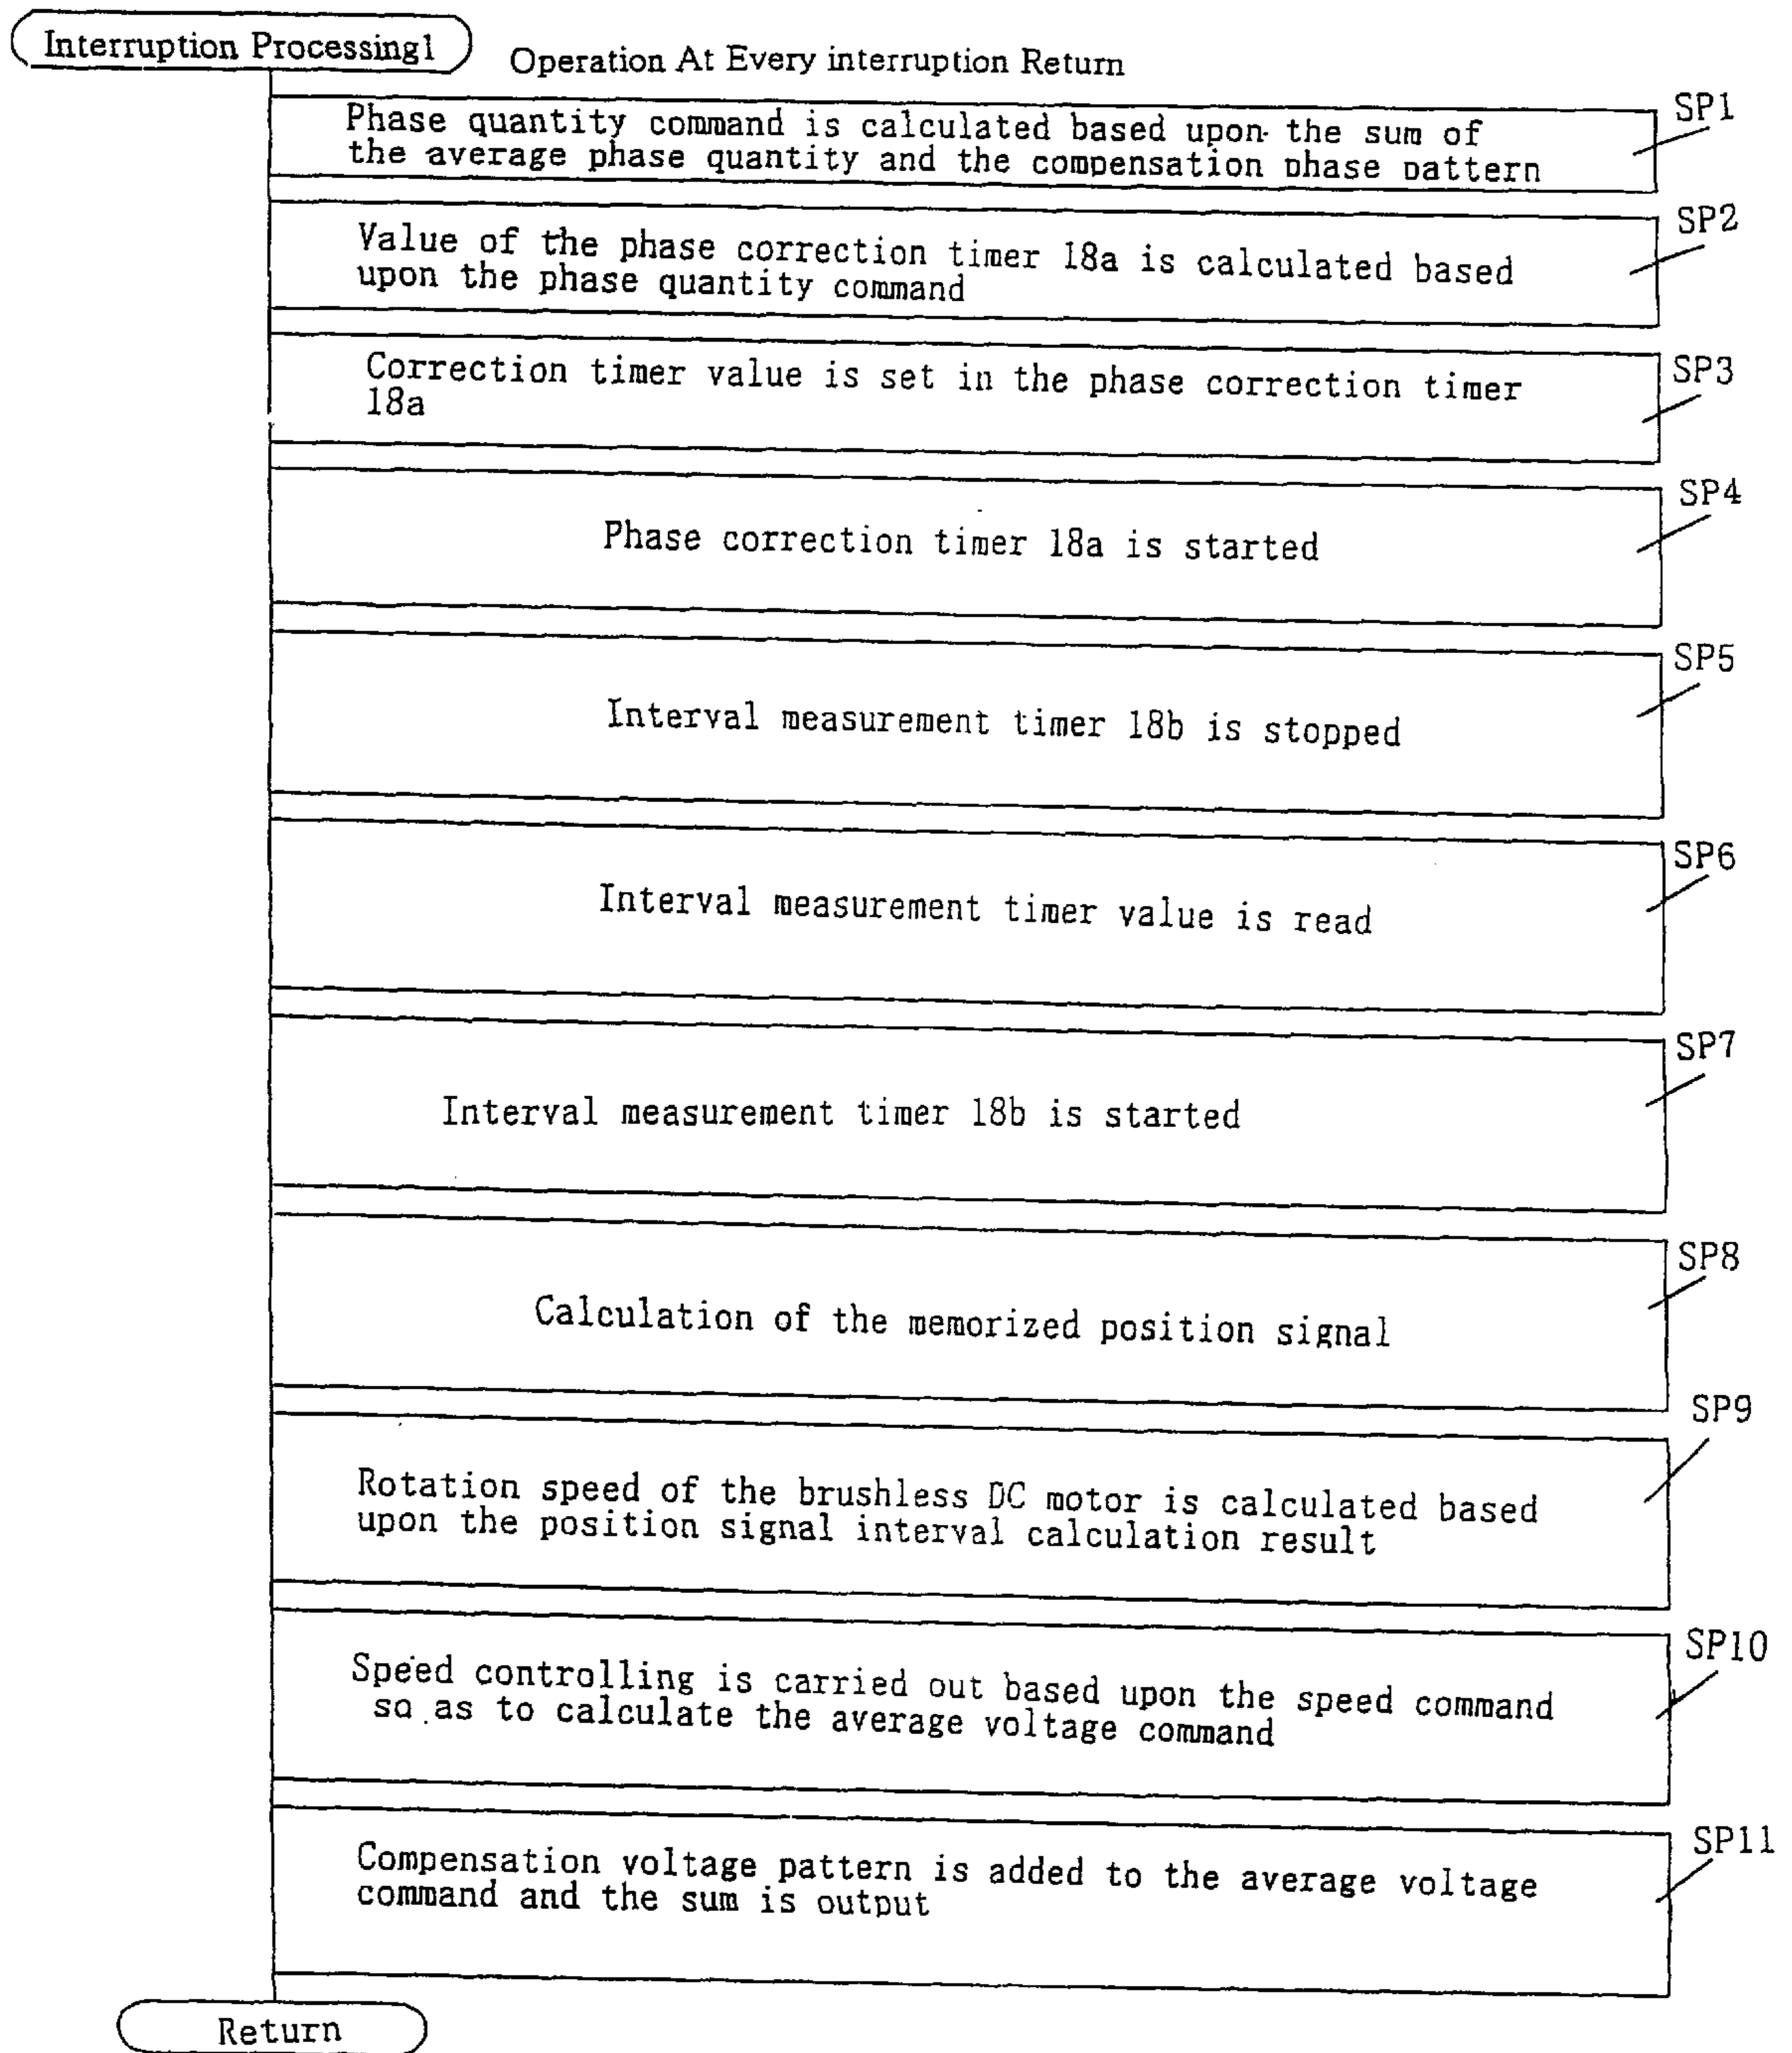 Interruption Processing1
Operation At Every interruption Return
SP1
Phase quantity command is calculated based upon the sum of
the average phase quantity and the compensation phase pattern
SP2
Value of the phase correction timer 18a is calculated based
upon the phase quantity command
SP3
Correction timer value is set in the phase correction timer
18a
SP4
Phase correction timer 18a is started
SP5
Interval measurement timer 18b is stopped
SP6
Interval measurement timer value is read
SP7
Interval measurement timer 18b is started
SP8
Calculation of the memorized position signal
SP9
Rotation speed of the brushless DC motor is calculated based
upon the position signal interval calculation result
SP10
Speed controlling is carried out based upon the speed command
so as to calculate the average voltage command
SP11
Compensation voltage pattern is added to the average voltage
command and the sum is output
Return